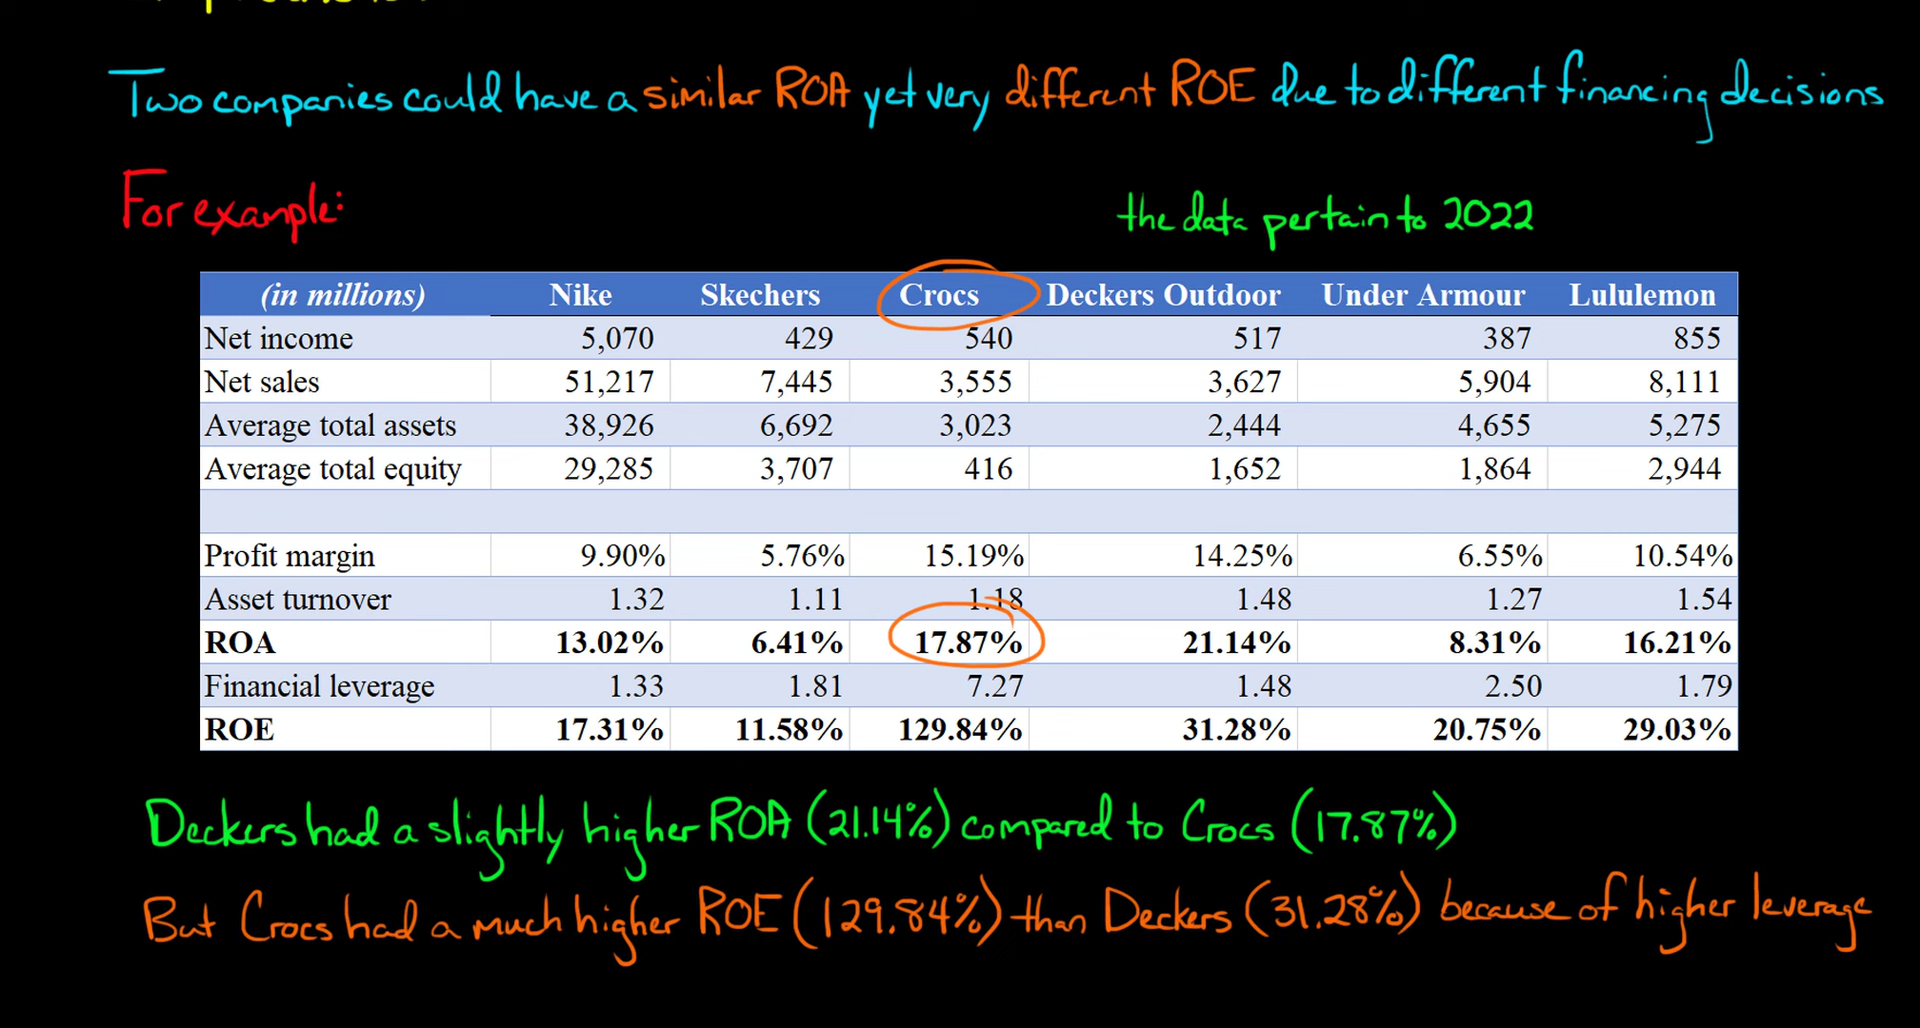 Two companies could have a similar ROA yet very different ROE due to different financing decisions
For example:
the data pertain to 2022
(in millions) Nike Skechers Crocs Deckers Outdoor Under Armour Lululemon
Net income 5,070 429 540 517 387 855
Net sales 51,217 7,445 3,555 3,627 5,904 8,111
Average total assets 38,926 6,692 3,023 2,444 4,655 5,275
Average total equity 29,285 3,707 416 1,652 1,864 2,944
Profit margin 9.90% 5.76% 15.19% 14.25% 6.55% 10.54%
Asset turnover 1.32 1.11 1.18 1.48 1.27 1.54
ROA 13.02% 6.41% 17.87% 21.14% 8.31% 16.21%
Financial leverage 1.33 1.81 7.27 1.48 2.50 1.79
ROE 17.31% 11.58% 129.84% 31.28% 20.75% 29.03%
Deckers had a slightly higher ROA (21.14%) compared to Crocs (17.87%)
But Crocs had a much higher ROE (129.84%) than Deckers (31.28%) because of higher leverage